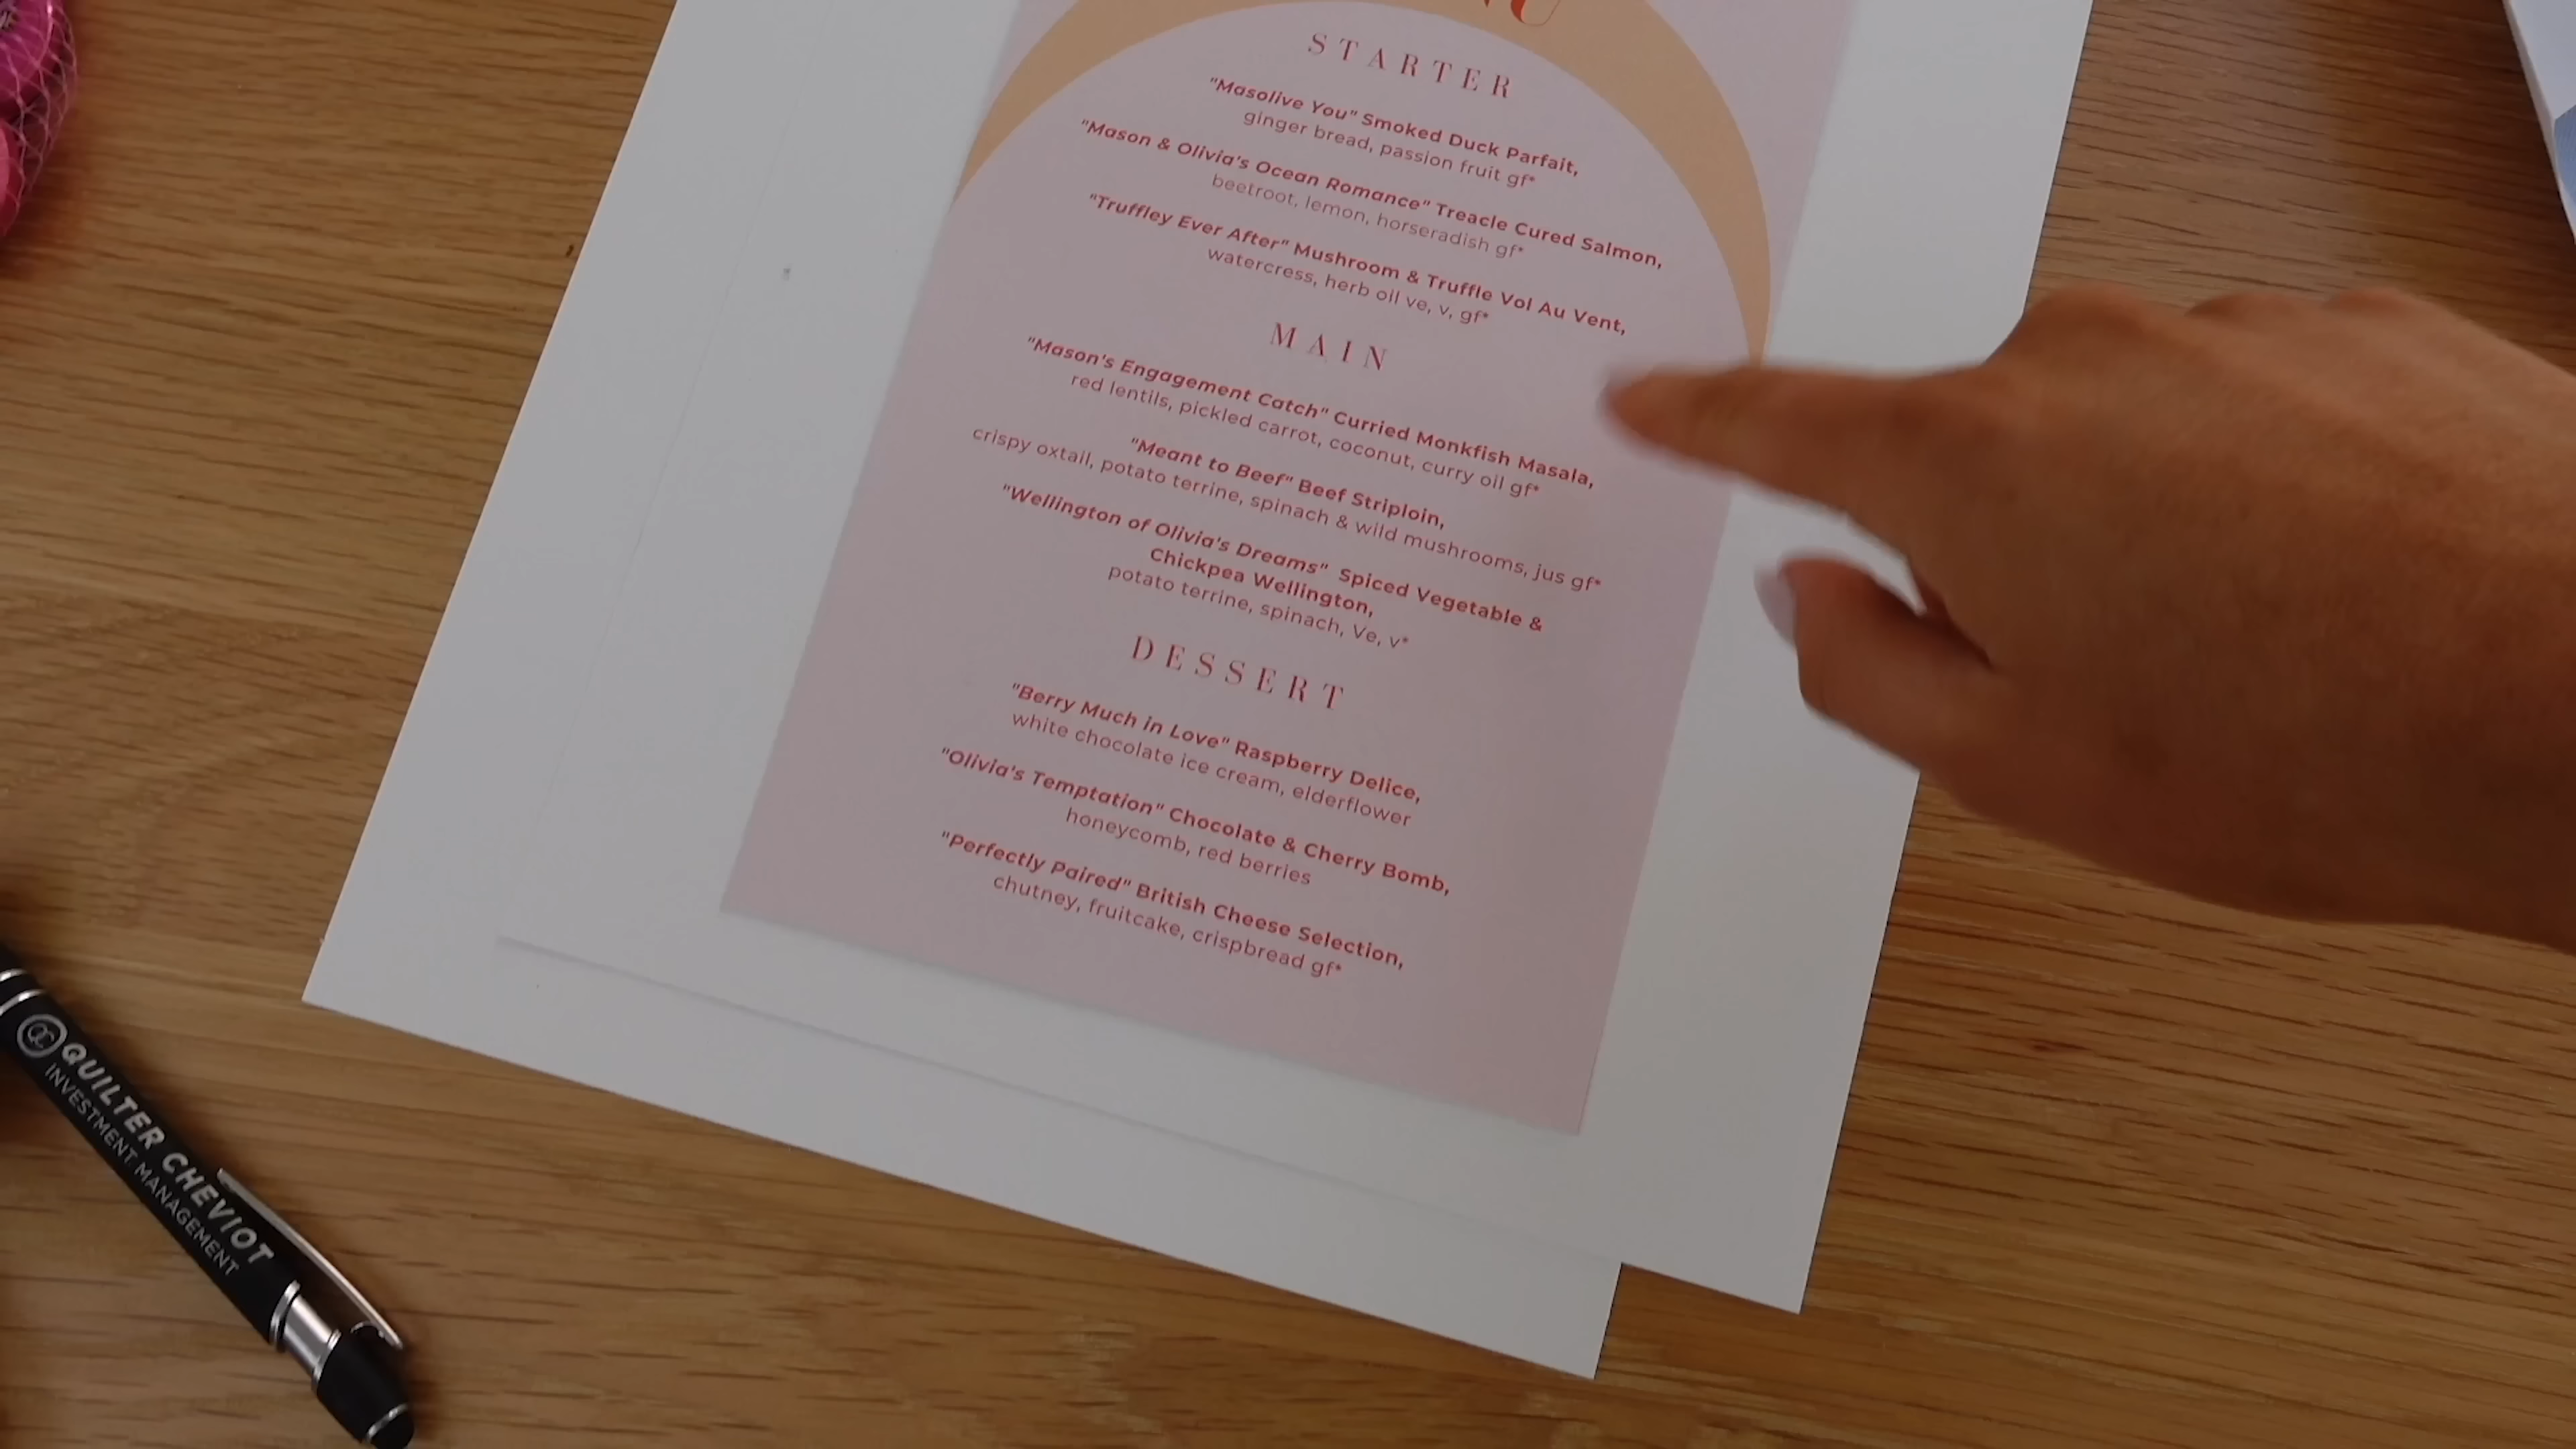 STARTER
"Masolive You" Smoked Duck Parfait,
ginger bread, passion fruit gf*
"Mason & Olivia's Ocean Romance" Treacle Cured Salmon,
beetroot, lemon, horseradish gf*
"Truffley Ever After" Mushroom & Truffle Vol Au Vent,
watercress, herb oil ve, v, gf*
MAIN
"Mason's Engagement Catch" Curried Monkfish Masala,
red lentils, pickled carrot, coconut, curry oil gf*
"Meant to Beef" Beef Striploin,
crispy oxtail, potato terrine, spinach & wild mushrooms, jus gf*
"Wellington of Olivia's Dreams" Spiced Vegetable &
Chickpea Wellington,
potato terrine, spinach, Ve, v*
DESSERT
"Berry Much in Love" Raspberry Delice,
white chocolate ice cream, elderflower
"Olivia's Temptation" Chocolate & Cherry Bomb,
honeycomb, red berries
"Perfectly Paired" British Cheese Selection,
chutney, fruitcake, crispbread gf*
QC QUILTER CHEVIOT
INVESTMENT MANAGEMENT